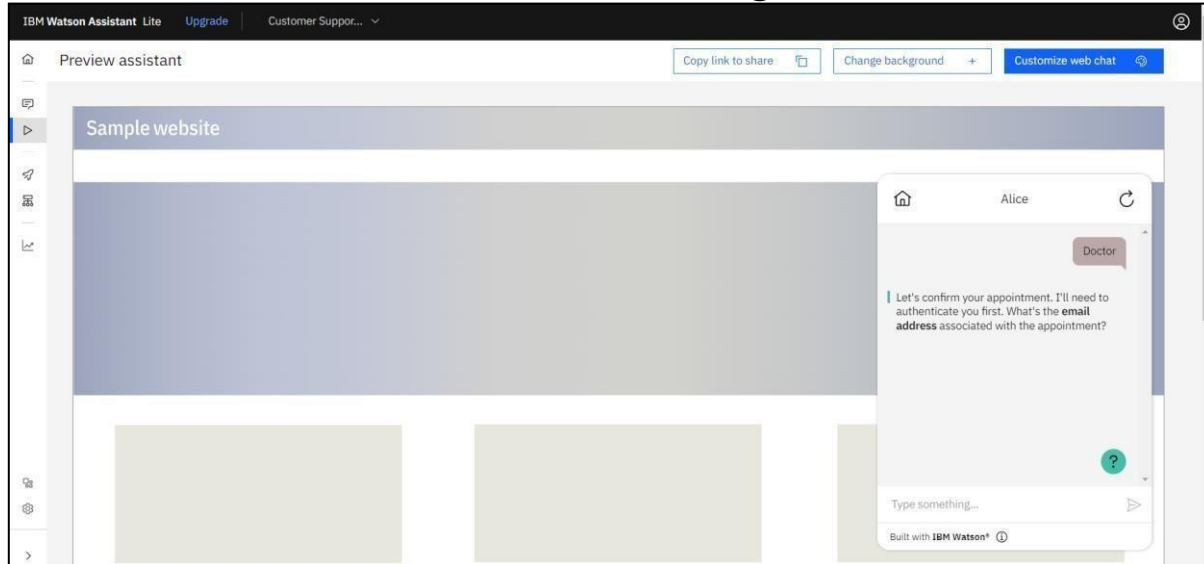 IBM Watson Assistant Lite Upgrade Customer Suppor...
Preview assistant
Copy link to share
Change background +
Customize web chat
Sample website
Alice
Doctor
Let's confirm your appointment. I'll need to
authenticate you first. What's the email
address associated with the appointment?
?
Type something...
Built with IBM Watson®